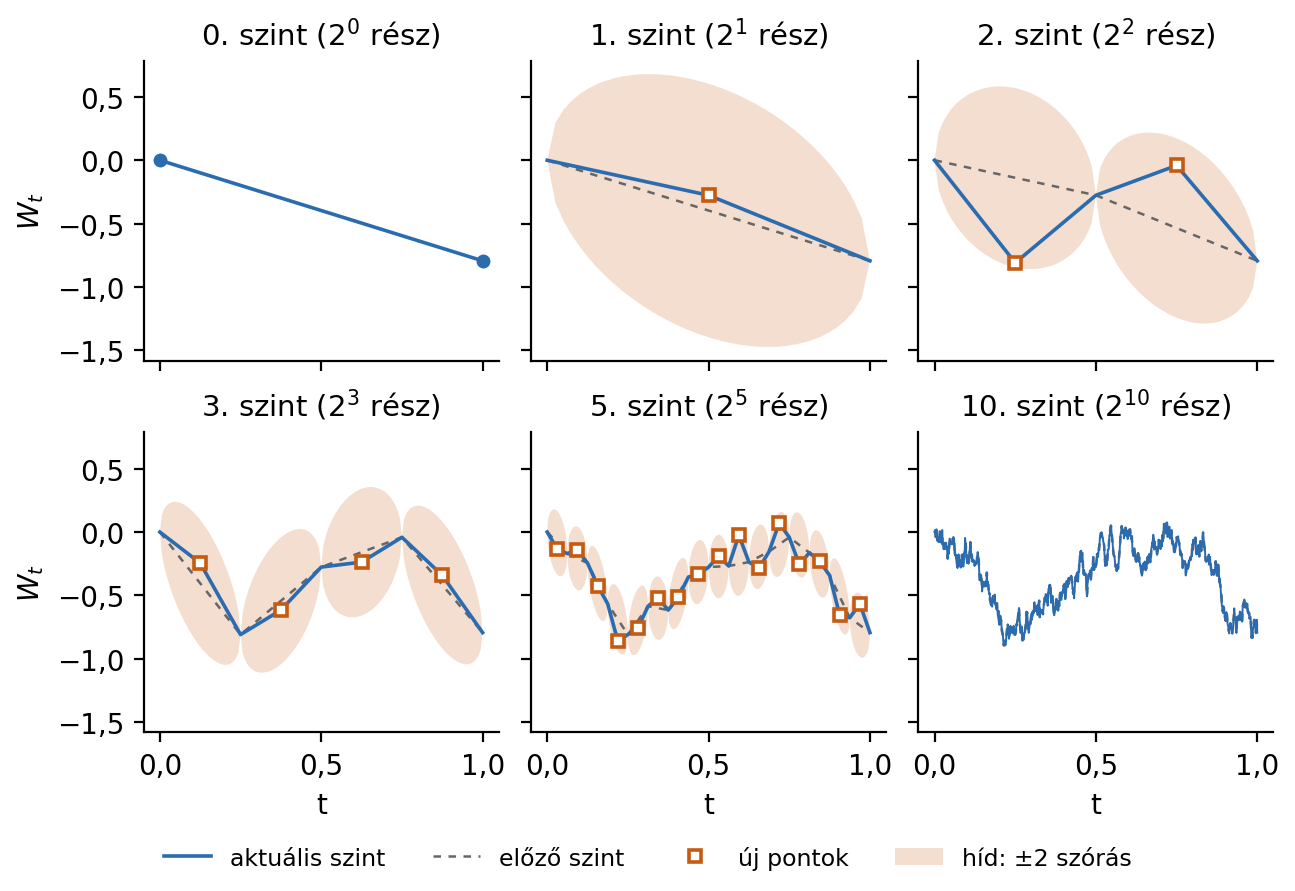 0. szint (2⁰ rész)
1. szint (2¹ rész)
2. szint (2² rész)
0,5
0,0
−0,5
−1,0
−1,5
Wₜ
3. szint (2³ rész)
5. szint (2⁵ rész)
10. szint (2¹⁰ rész)
0,5
0,0
−0,5
−1,0
−1,5
Wₜ
0,0 0,5 1,0
0,0 0,5 1,0
0,0 0,5 1,0
t
t
t
aktuális szint
előző szint
új pontok
híd: ±2 szórás